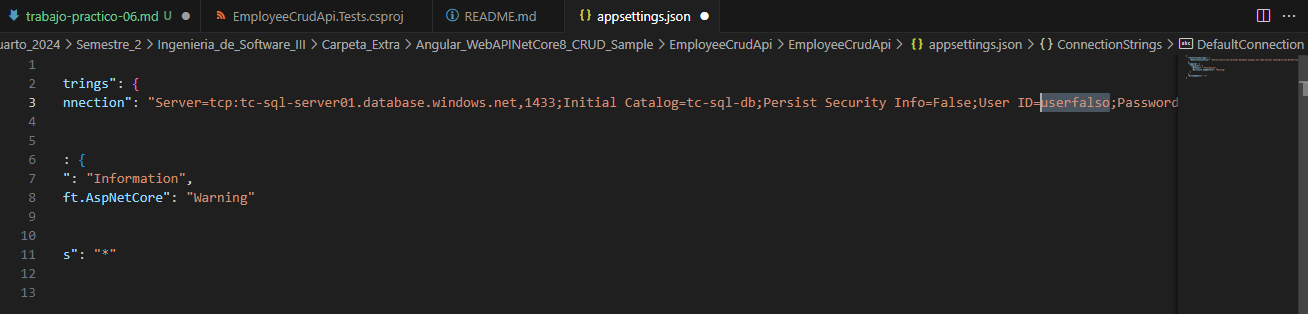 trabajo-practico-06.md U EmployeeCrudApi.Tests.csproj README.md {} appsettings.json
uarto_2024 > Semestre_2 > Ingenieria_de_Software_III > Carpeta_Extra > Angular_WebAPINetCore8_CRUD_Sample > EmployeeCrudApi > EmployeeCrudApi > {} appsettings.json > {} ConnectionStrings > abc DefaultConnection
1
2 trings": {
3 nnection": "Server=tcp:tc-sql-server01.database.windows.net,1433;Initial Catalog=tc-sql-db;Persist Security Info=False;User ID=userfalso;Password
4
5
6 : {
7 ": "Information",
8 ft.AspNetCore": "Warning"
9
10
11 s": "*"
12
13